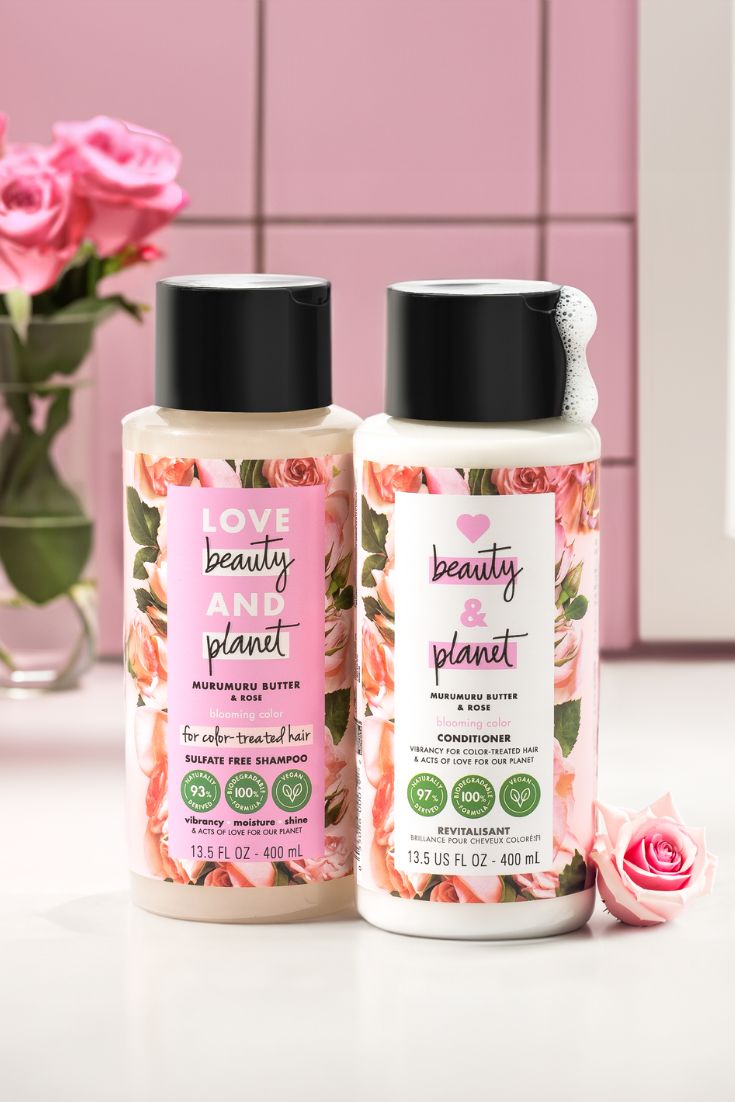 LOVE
beauty
AND
planet
MURUMURU BUTTER
& ROSE
blooming color
for color-treated hair
SULFATE FREE SHAMPOO
NATURALLY
93%
DERIVED
BIODEGRADABLE
100%
FORMULA
VEGAN
vibrancy • moisture • shine
& ACTS OF LOVE FOR OUR PLANET
13.5 FL OZ - 400 mL
beauty
&
planet
MURUMURU BUTTER
& ROSE
blooming color
CONDITIONER
VIBRANCY FOR COLOR-TREATED HAIR
& ACTS OF LOVE FOR OUR PLANET
NATURALLY
97%
DERIVED
BIODEGRADABLE
100%
FORMULA
VEGAN
REVITALISANT
BRILLANCE POUR CHEVEUX COLORÉS
13.5 US FL OZ - 400 mL